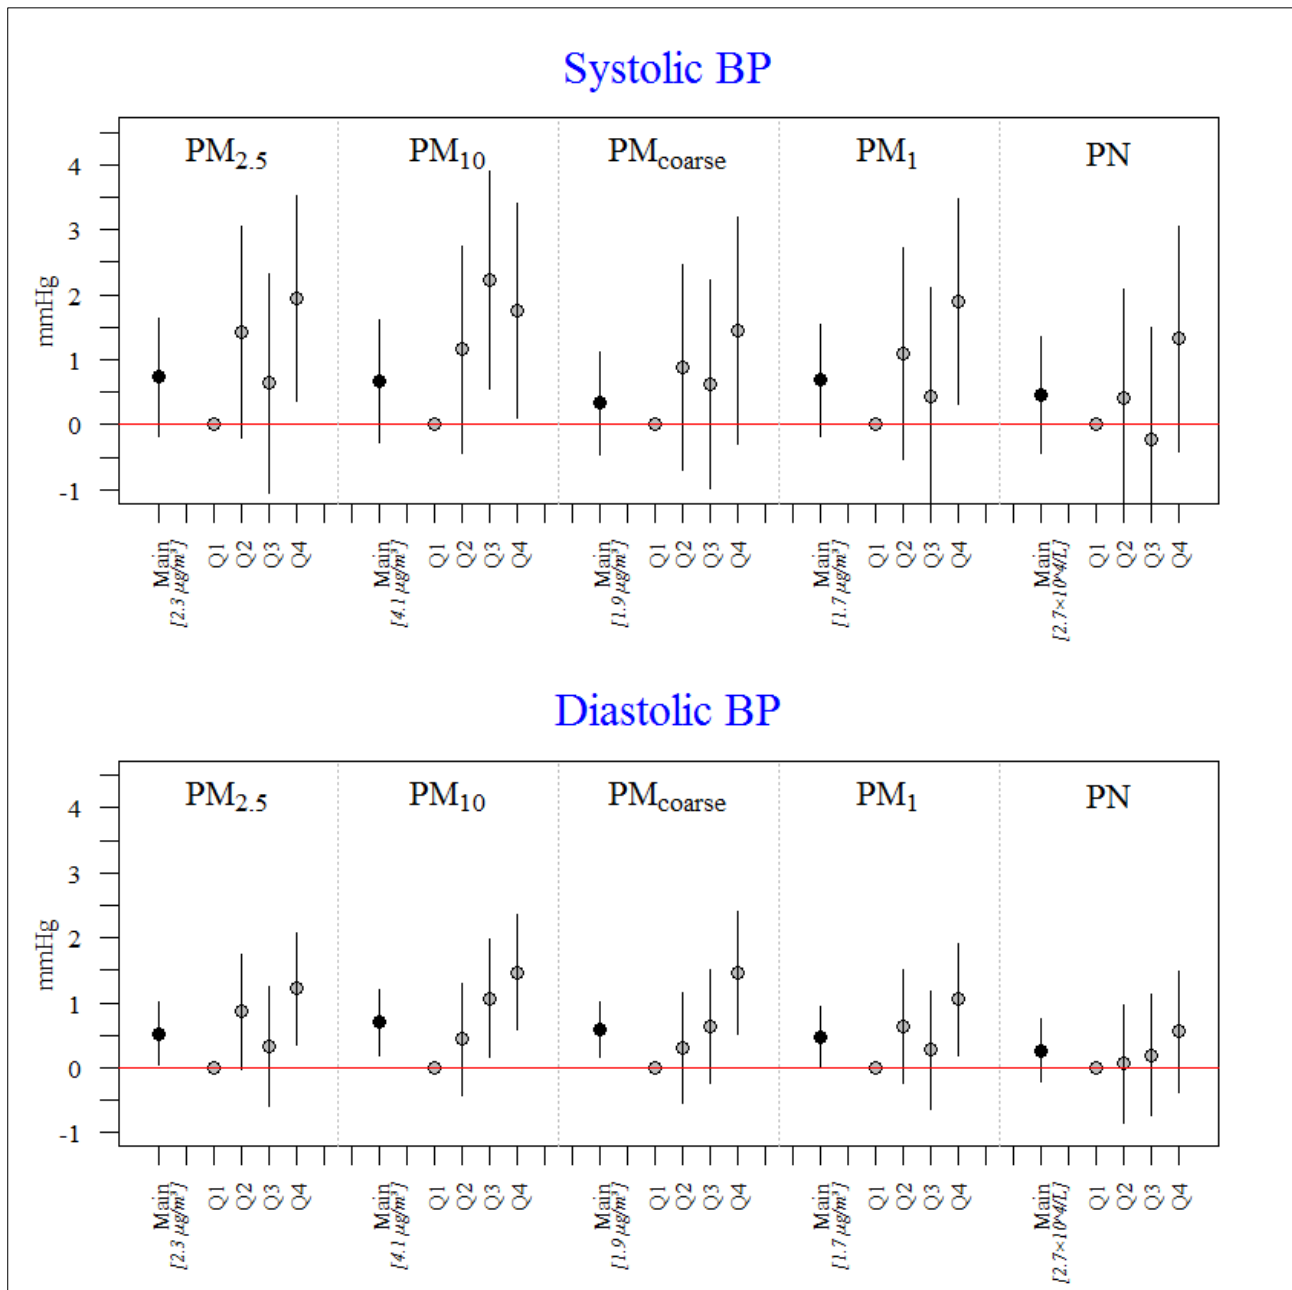 Systolic BP
PM2.5 PM10 PMcoarse PM1 PN
mmHg
4
3
2
1
0
-1
Main [2.3 µg/m³] Q1 Q2 Q3 Q4 Main [4.1 µg/m³] Q1 Q2 Q3 Q4 Main [1.9 µg/m³] Q1 Q2 Q3 Q4 Main [1.7 µg/m³] Q1 Q2 Q3 Q4 Main [2.7×10^4/L] Q1 Q2 Q3 Q4
Diastolic BP
PM2.5 PM10 PMcoarse PM1 PN
mmHg
4
3
2
1
0
-1
Main [2.3 µg/m³] Q1 Q2 Q3 Q4 Main [4.1 µg/m³] Q1 Q2 Q3 Q4 Main [1.9 µg/m³] Q1 Q2 Q3 Q4 Main [1.7 µg/m³] Q1 Q2 Q3 Q4 Main [2.7×10^4/L] Q1 Q2 Q3 Q4